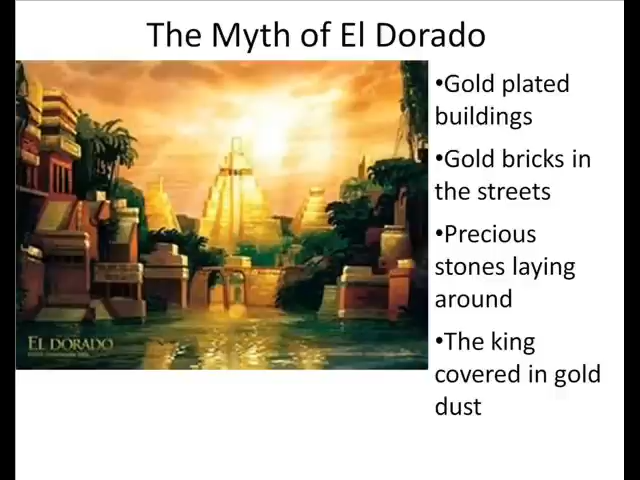 The Myth of El Dorado
•Gold plated
buildings
•Gold bricks in
the streets
•Precious
stones laying
around
•The king
covered in gold
dust
EL DORADO